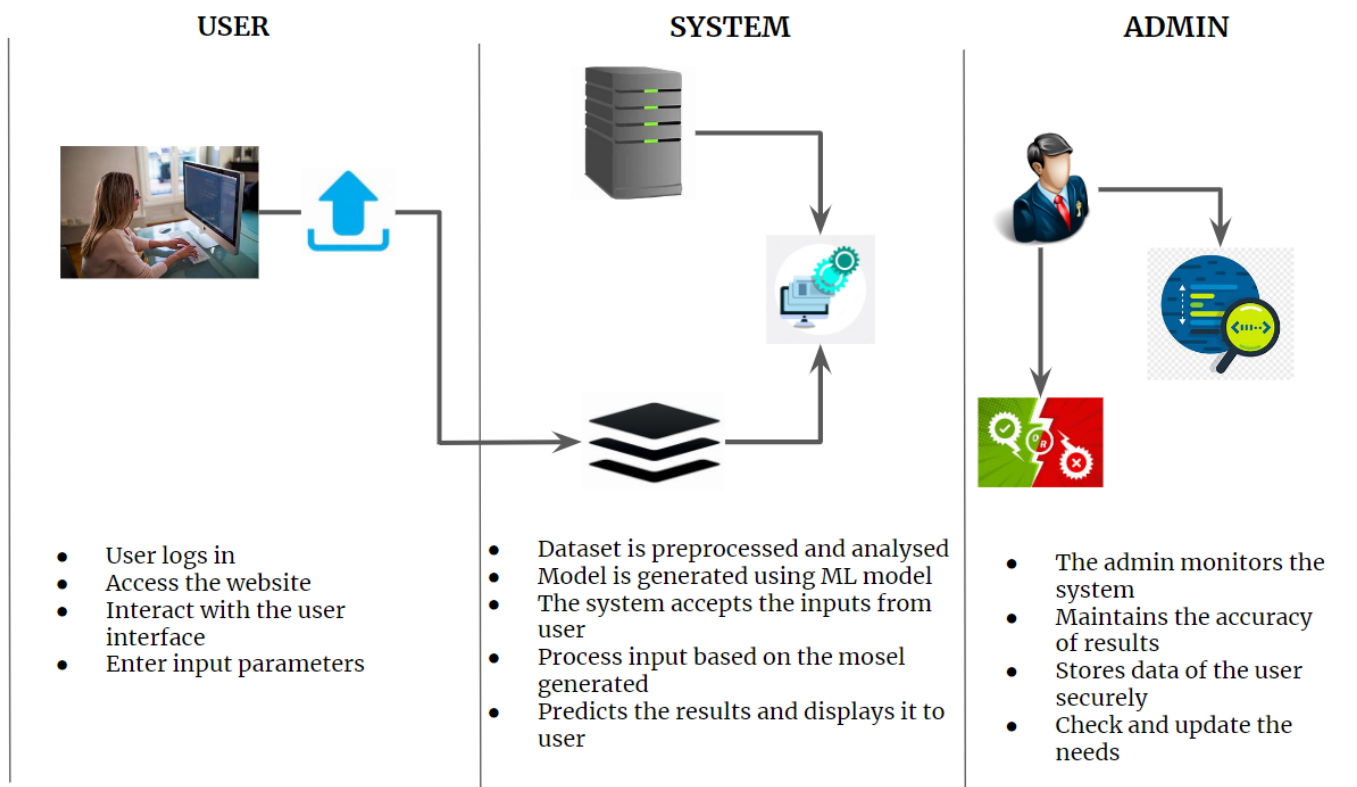 USER
SYSTEM
ADMIN
OR
● User logs in
● Access the website
● Interact with the user
interface
● Enter input parameters
● Dataset is preprocessed and analysed
● Model is generated using ML model
● The system accepts the inputs from
user
● Process input based on the mosel
generated
● Predicts the results and displays it to
user
● The admin monitors the
system
● Maintains the accuracy
of results
● Stores data of the user
securely
● Check and update the
needs